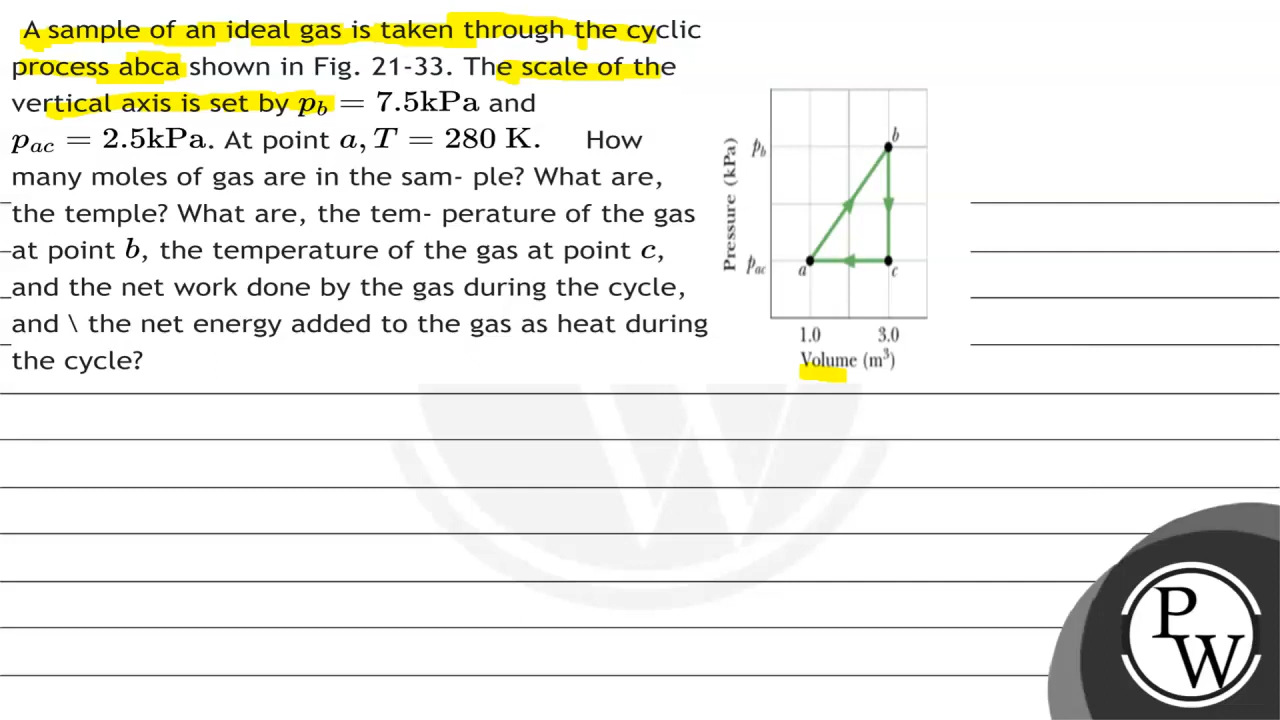 A sample of an ideal gas is taken through the cyclic
process abca shown in Fig. 21-33. The scale of the
vertical axis is set by p_b = 7.5kPa and
p_ac = 2.5kPa. At point a, T = 280 K. How
many moles of gas are in the sam- ple? What are,
the temple? What are, the tem- perature of the gas
at point b, the temperature of the gas at point c,
and the net work done by the gas during the cycle,
and \ the net energy added to the gas as heat during
the cycle?
Pressure (kPa)
p_b
p_ac
b
a
c
1.0 3.0
Volume (m³)
W
P
W